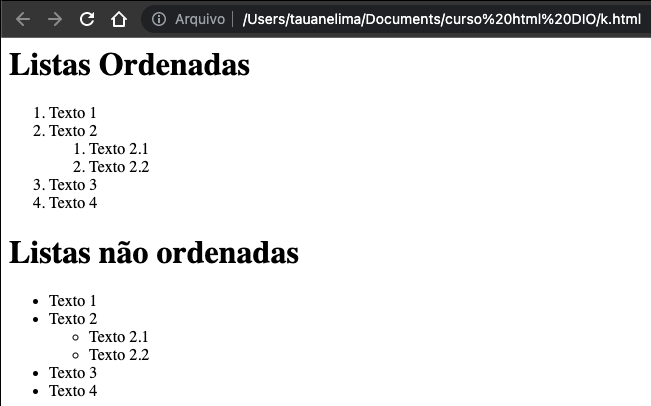 Arquivo | /Users/tauanelima/Documents/curso%20html%20DIO/k.html
Listas Ordenadas
1. Texto 1
2. Texto 2
1. Texto 2.1
2. Texto 2.2
3. Texto 3
4. Texto 4
Listas não ordenadas
• Texto 1
• Texto 2
◦ Texto 2.1
◦ Texto 2.2
• Texto 3
• Texto 4